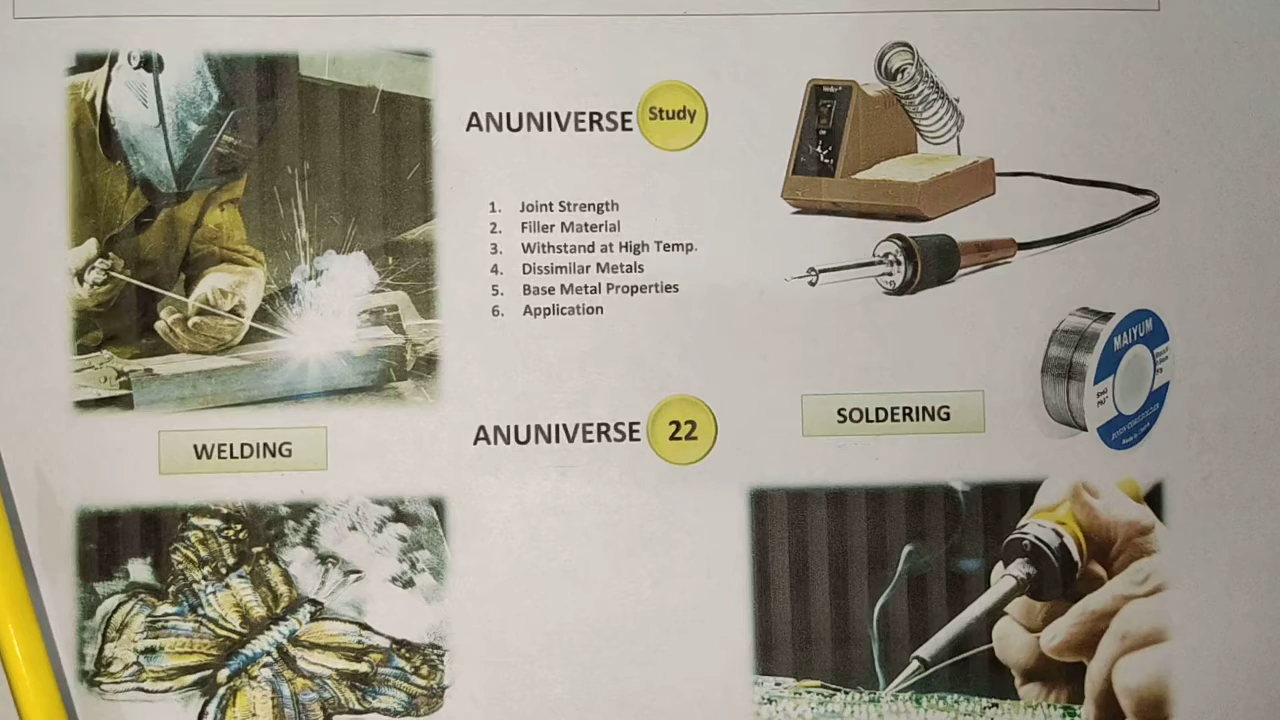 ANUNIVERSE Study
1. Joint Strength
2. Filler Material
3. Withstand at High Temp.
4. Dissimilar Metals
5. Base Metal Properties
6. Application
MAIYUM
ANUNIVERSE 22
SOLDERING
WELDING